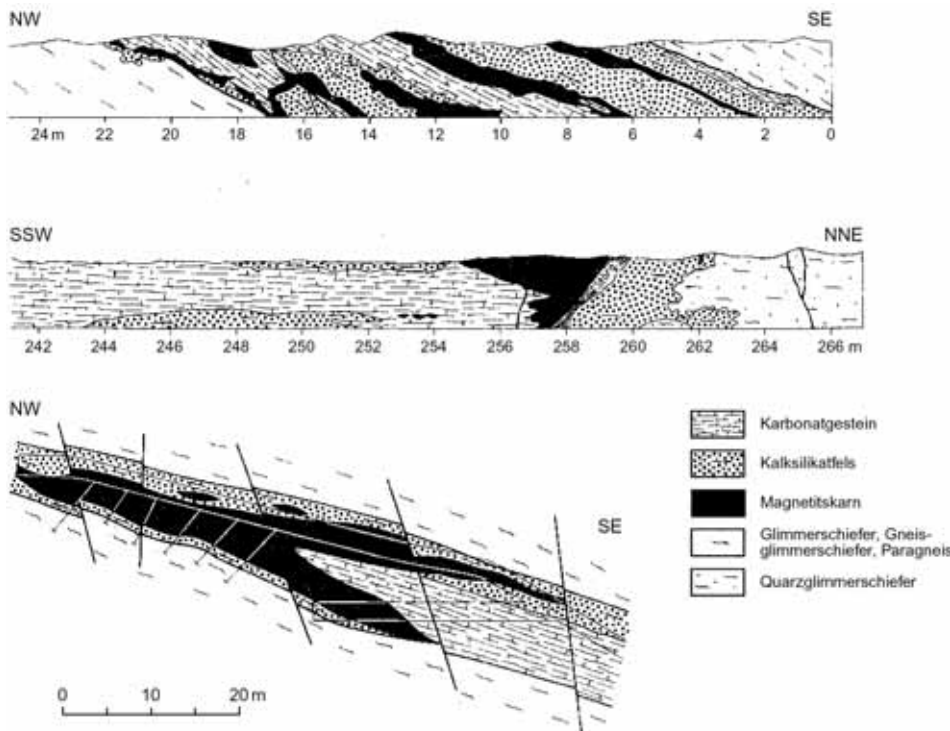 NW SE
24 m 22 20 18 16 14 12 10 8 6 4 2 0
SSW NNE
242 244 246 248 250 252 254 256 258 260 262 264 266 m
NW
SE
Karbonatgestein
Kalksilikatfels
Magnetitskarn
Glimmerschiefer, Gneis-
glimmerschiefer, Paragneis
Quarzglimmerschiefer
0 10 20 m